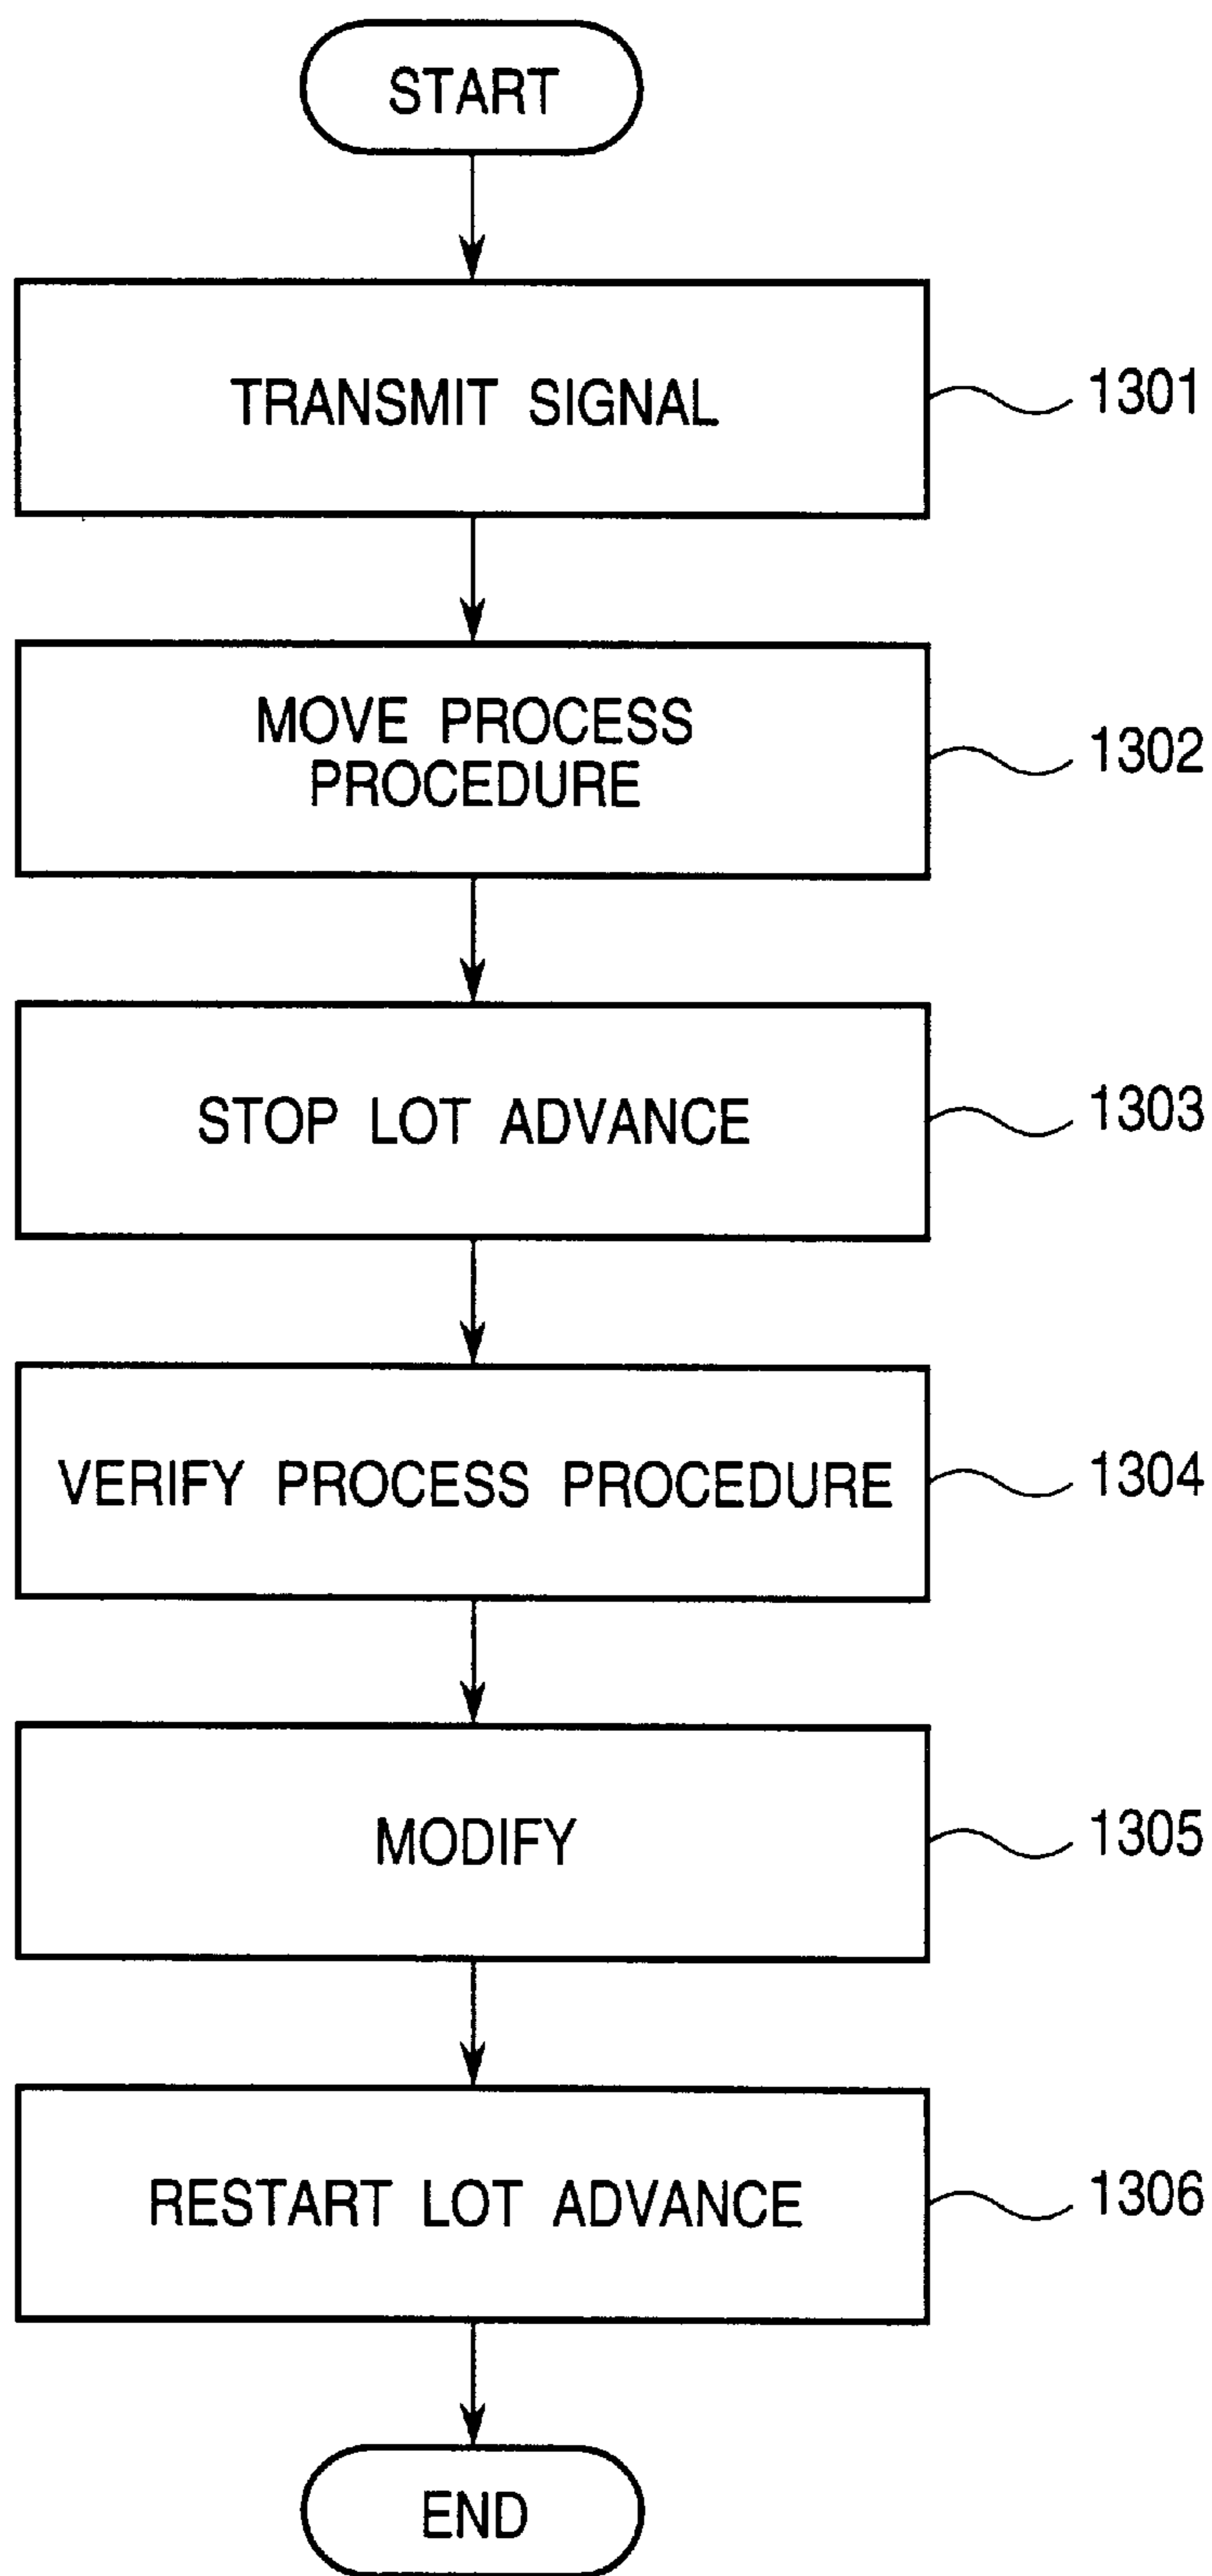 START
TRANSMIT SIGNAL
1301
MOVE PROCESS
PROCEDURE
1302
STOP LOT ADVANCE
1303
VERIFY PROCESS PROCEDURE
1304
MODIFY
1305
RESTART LOT ADVANCE
1306
END